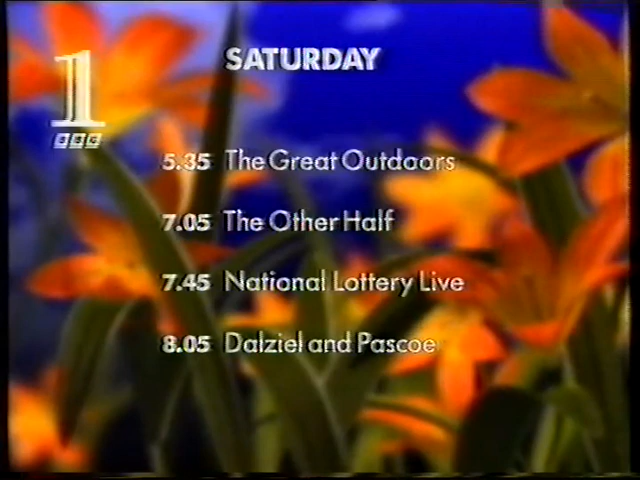 SATURDAY
1
BBC
5.35 The Great Outdoors
7.05 The Other Half
7.45 National Lottery Live
8.05 Dalziel and Pascoe